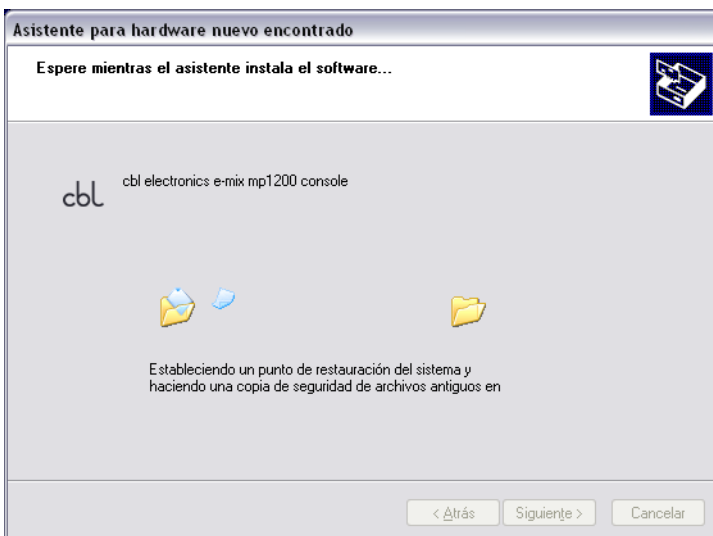 Asistente para hardware nuevo encontrado
Espere mientras el asistente instala el software...
cbl
cbl electronics e-mix mp1200 console
Estableciendo un punto de restauración del sistema y
haciendo una copia de seguridad de archivos antiguos en
< Atrás
Siguiente >
Cancelar